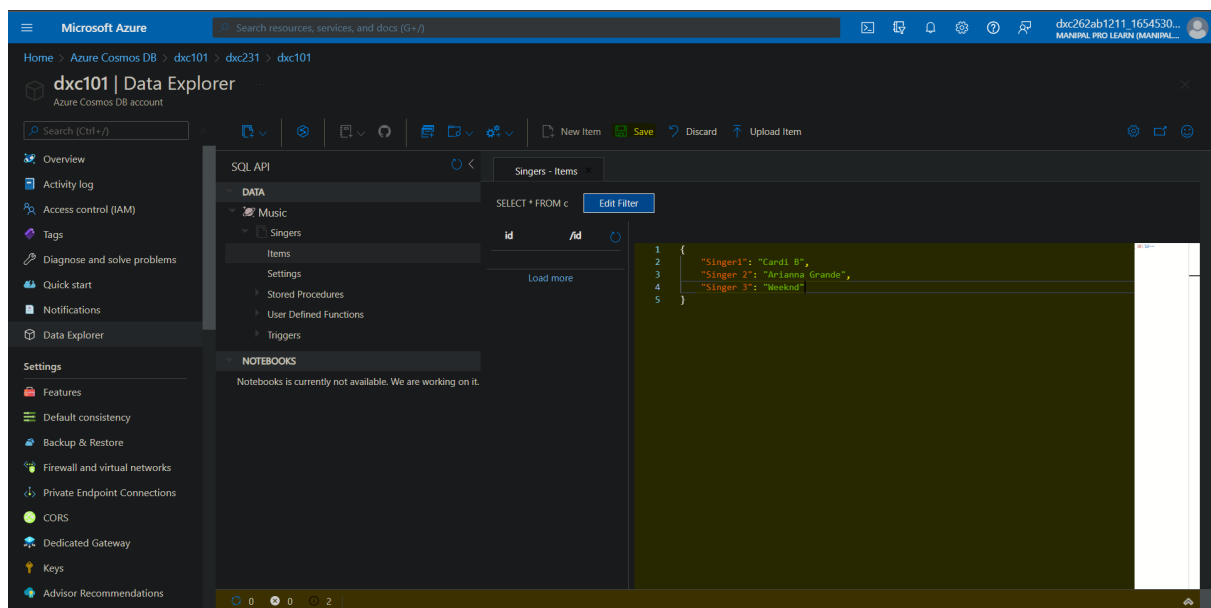 Microsoft Azure
Search resources, services, and docs (G+/)
dxc262ab1211_1654530...
MANIPAL PRO LEARN (MANIPAL...
Home > Azure Cosmos DB > dxc101 > dxc231 > dxc101
dxc101 | Data Explorer ...
Azure Cosmos DB account
Search (Ctrl+/)
Overview
Activity log
Access control (IAM)
Tags
Diagnose and solve problems
Quick start
Notifications
Data Explorer
Settings
Features
Default consistency
Backup & Restore
Firewall and virtual networks
Private Endpoint Connections
CORS
Dedicated Gateway
Keys
Advisor Recommendations
New Item Save Discard Upload Item
SQL API
DATA
Music
Singers
Items
Settings
Stored Procedures
User Defined Functions
Triggers
NOTEBOOKS
Notebooks is currently not available. We are working on it.
Singers - Items
SELECT * FROM c Edit Filter
id /id
Load more
1 {
2 "Singer1": "Cardi B",
3 "Singer 2": "Arianna Grande",
4 "Singer 3": "Weeknd"
5 }
0 0 2